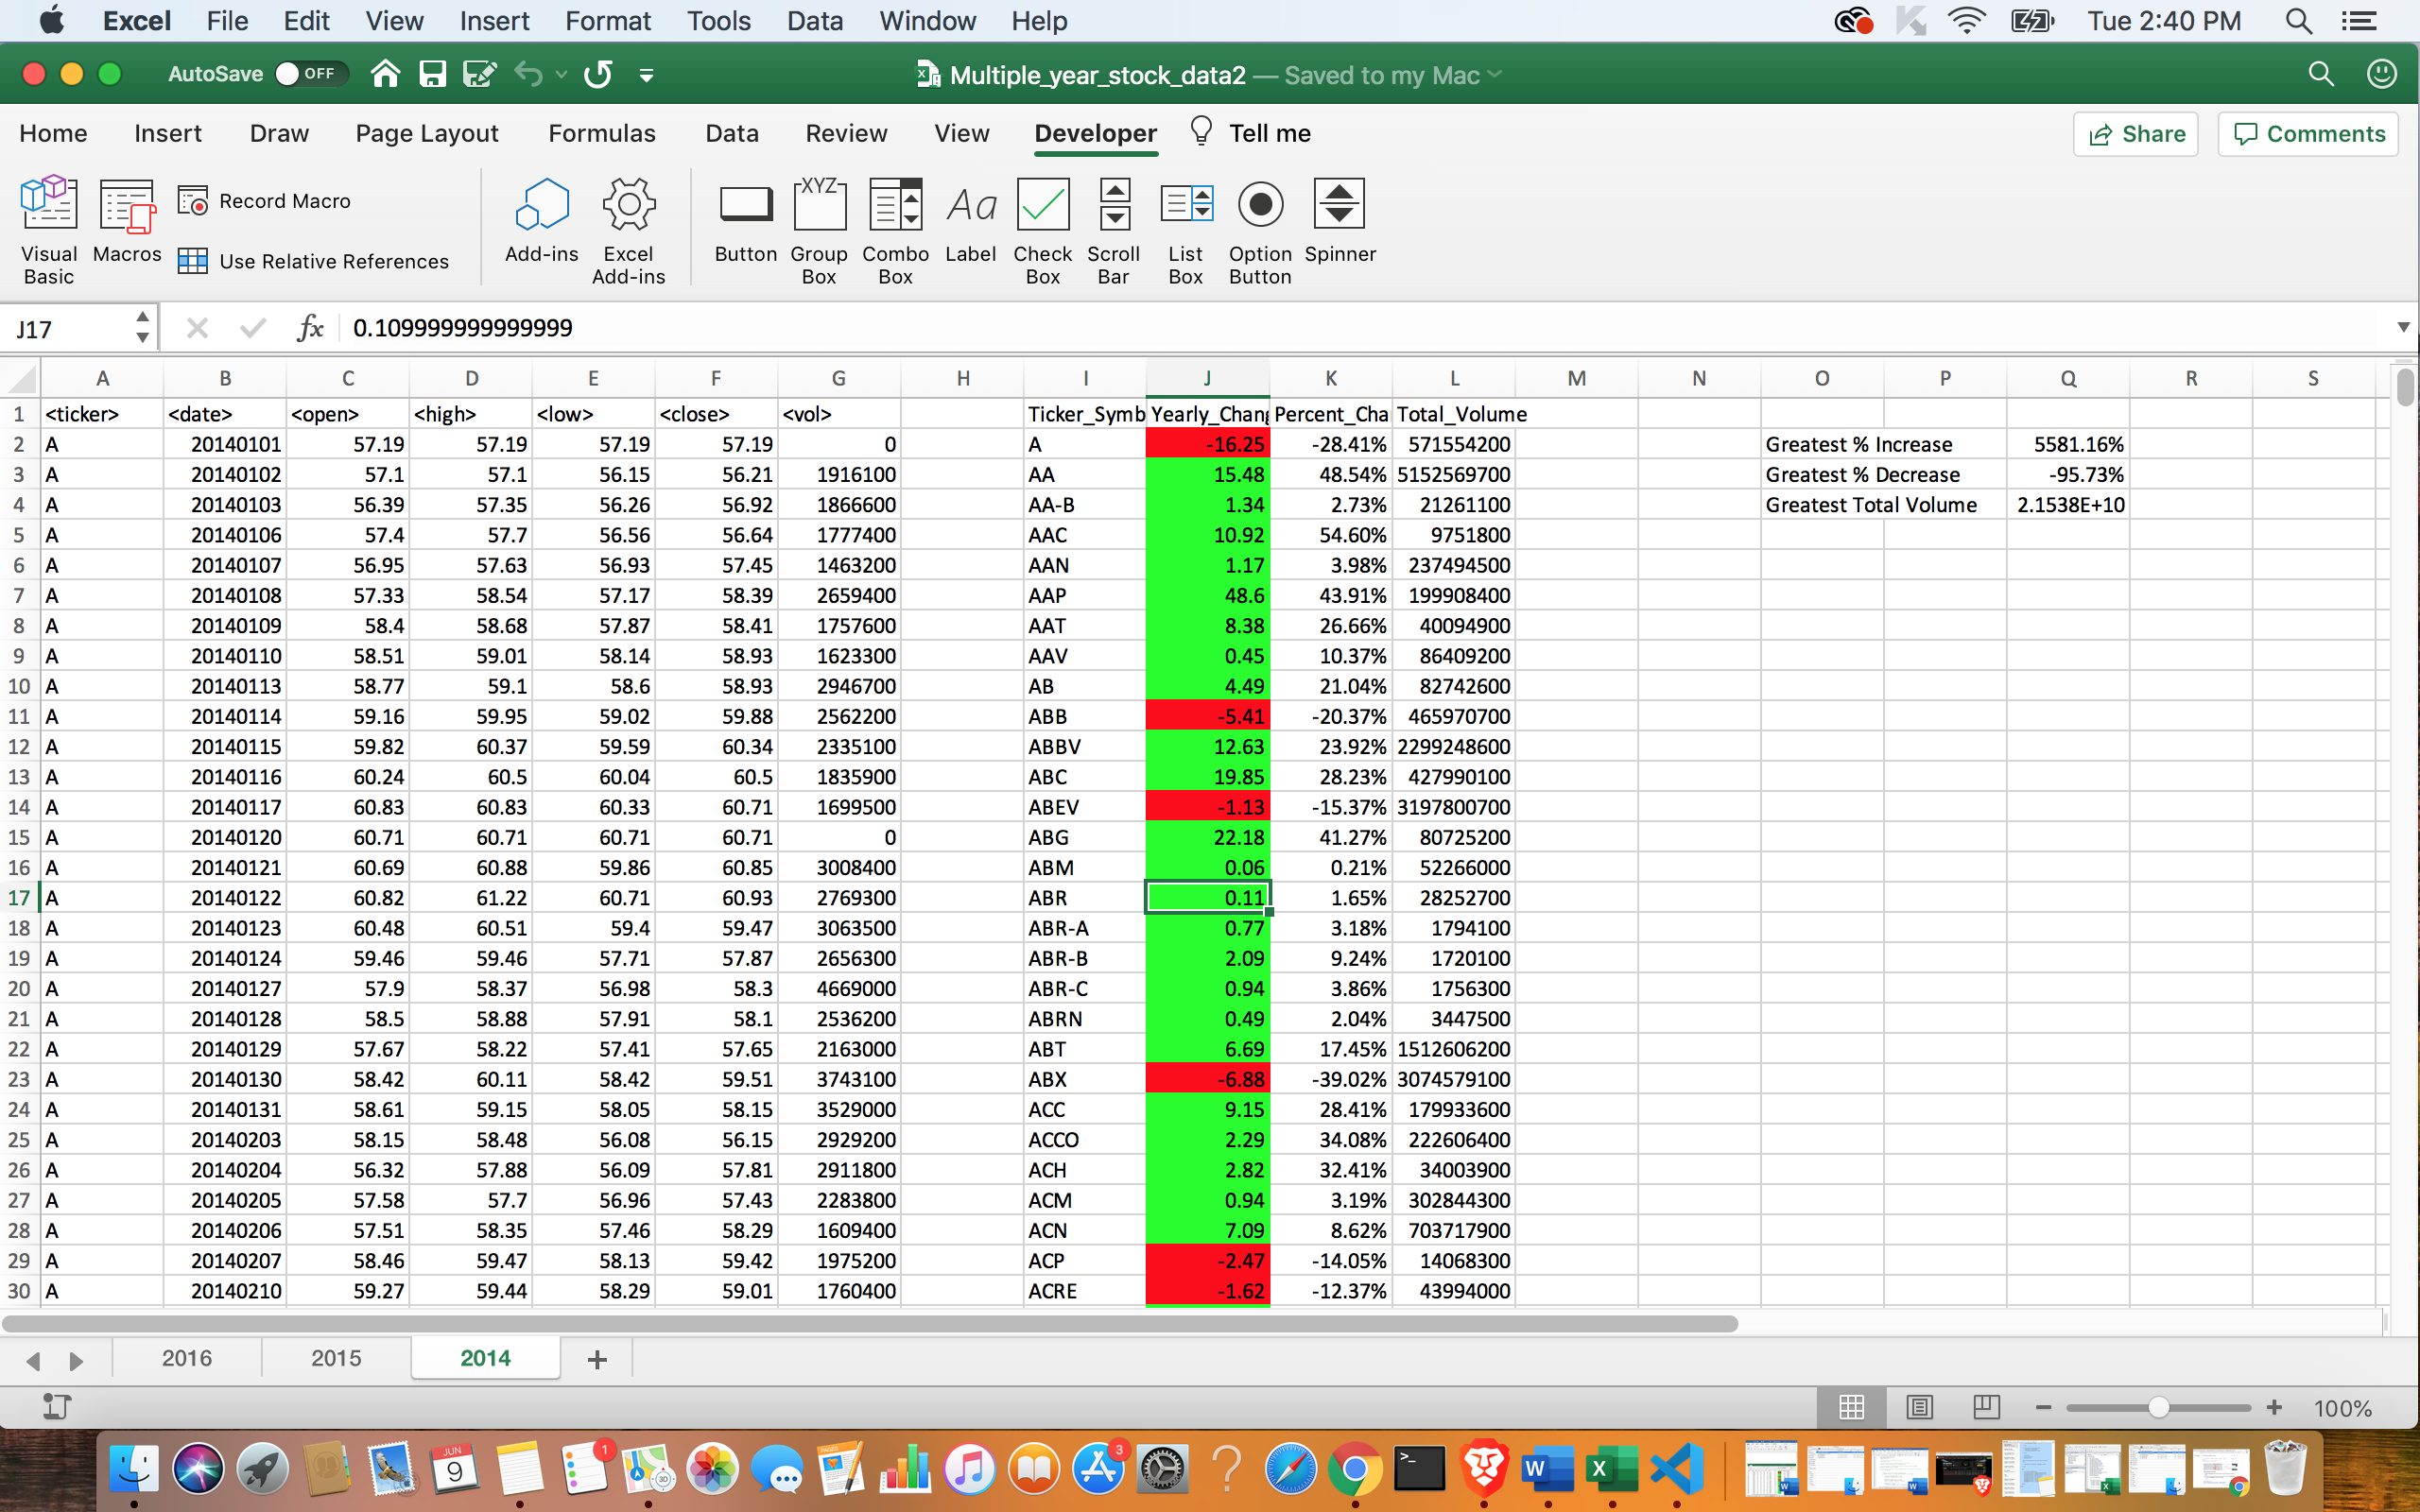 Excel File Edit View Insert Format Tools Data Window Help Tue 2:40 PM
AutoSave OFF Multiple_year_stock_data2 — Saved to my Mac
Home Insert Draw Page Layout Formulas Data Review View Developer Tell me Share Comments
Visual Basic Macros Record Macro Use Relative References Add-ins Excel Add-ins Button XYZ Group Box Combo Box Aa Label Check Box Scroll Bar List Box Option Button Spinner
J17 fx 0.109999999999999
A B C D E F G H I J K L M N O P Q R S
1 <ticker> <date> <open> <high> <low> <close> <vol> Ticker_Symb Yearly_Chang Percent_Cha Total_Volume
2 A 20140101 57.19 57.19 57.19 57.19 0 A -16.25 -28.41% 571554200 Greatest % Increase 5581.16%
3 A 20140102 57.1 57.1 56.15 56.21 1916100 AA 15.48 48.54% 5152569700 Greatest % Decrease -95.73%
4 A 20140103 56.39 57.35 56.26 56.92 1866600 AA-B 1.34 2.73% 21261100 Greatest Total Volume 2.1538E+10
5 A 20140106 57.4 57.7 56.56 56.64 1777400 AAC 10.92 54.60% 9751800
6 A 20140107 56.95 57.63 56.93 57.45 1463200 AAN 1.17 3.98% 237494500
7 A 20140108 57.33 58.54 57.17 58.39 2659400 AAP 48.6 43.91% 199908400
8 A 20140109 58.4 58.68 57.87 58.41 1757600 AAT 8.38 26.66% 40094900
9 A 20140110 58.51 59.01 58.14 58.93 1623300 AAV 0.45 10.37% 86409200
10 A 20140113 58.77 59.1 58.6 58.93 2946700 AB 4.49 21.04% 82742600
11 A 20140114 59.16 59.95 59.02 59.88 2562200 ABB -5.41 -20.37% 465970700
12 A 20140115 59.82 60.37 59.59 60.34 2335100 ABBV 12.63 23.92% 2299248600
13 A 20140116 60.24 60.5 60.04 60.5 1835900 ABC 19.85 28.23% 427990100
14 A 20140117 60.83 60.83 60.33 60.71 1699500 ABEV -1.13 -15.37% 3197800700
15 A 20140120 60.71 60.71 60.71 60.71 0 ABG 22.18 41.27% 80725200
16 A 20140121 60.69 60.88 59.86 60.85 3008400 ABM 0.06 0.21% 52266000
17 A 20140122 60.82 61.22 60.71 60.93 2769300 ABR 0.11 1.65% 28252700
18 A 20140123 60.48 60.51 59.4 59.47 3063500 ABR-A 0.77 3.18% 1794100
19 A 20140124 59.46 59.46 57.71 57.87 2656300 ABR-B 2.09 9.24% 1720100
20 A 20140127 57.9 58.37 56.98 58.3 4669000 ABR-C 0.94 3.86% 1756300
21 A 20140128 58.5 58.88 57.91 58.1 2536200 ABRN 0.49 2.04% 3447500
22 A 20140129 57.67 58.22 57.41 57.65 2163000 ABT 6.69 17.45% 1512606200
23 A 20140130 58.42 60.11 58.42 59.51 3743100 ABX -6.88 -39.02% 3074579100
24 A 20140131 58.61 59.15 58.05 58.15 3529000 ACC 9.15 28.41% 179933600
25 A 20140203 58.15 58.48 56.08 56.15 2929200 ACCO 2.29 34.08% 222606400
26 A 20140204 56.32 57.88 56.09 57.81 2911800 ACH 2.82 32.41% 34003900
27 A 20140205 57.58 57.7 56.96 57.43 2283800 ACM 0.94 3.19% 302844300
28 A 20140206 57.51 58.35 57.46 58.29 1609400 ACN 7.09 8.62% 703717900
29 A 20140207 58.46 59.47 58.13 59.42 1975200 ACP -2.47 -14.05% 14068300
30 A 20140210 59.27 59.44 58.29 59.01 1760400 ACRE -1.62 -12.37% 43994000
2016 2015 2014 +
100%
JUN 9 1 3D PAGES 3 W X